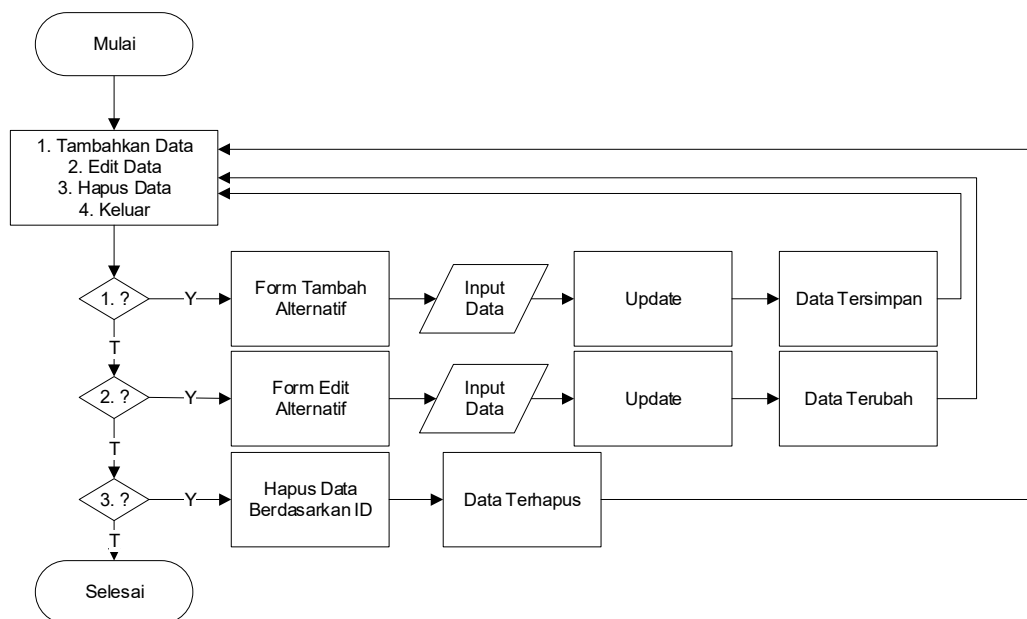 Mulai
1. Tambahkan Data
2. Edit Data
3. Hapus Data
4. Keluar
1. ?
Y
Form Tambah
Alternatif
Input
Data
Update
Data Tersimpan
T
2. ?
Y
Form Edit
Alternatif
Input
Data
Update
Data Terubah
T
3. ?
Y
Hapus Data
Berdasarkan ID
Data Terhapus
T
Selesai